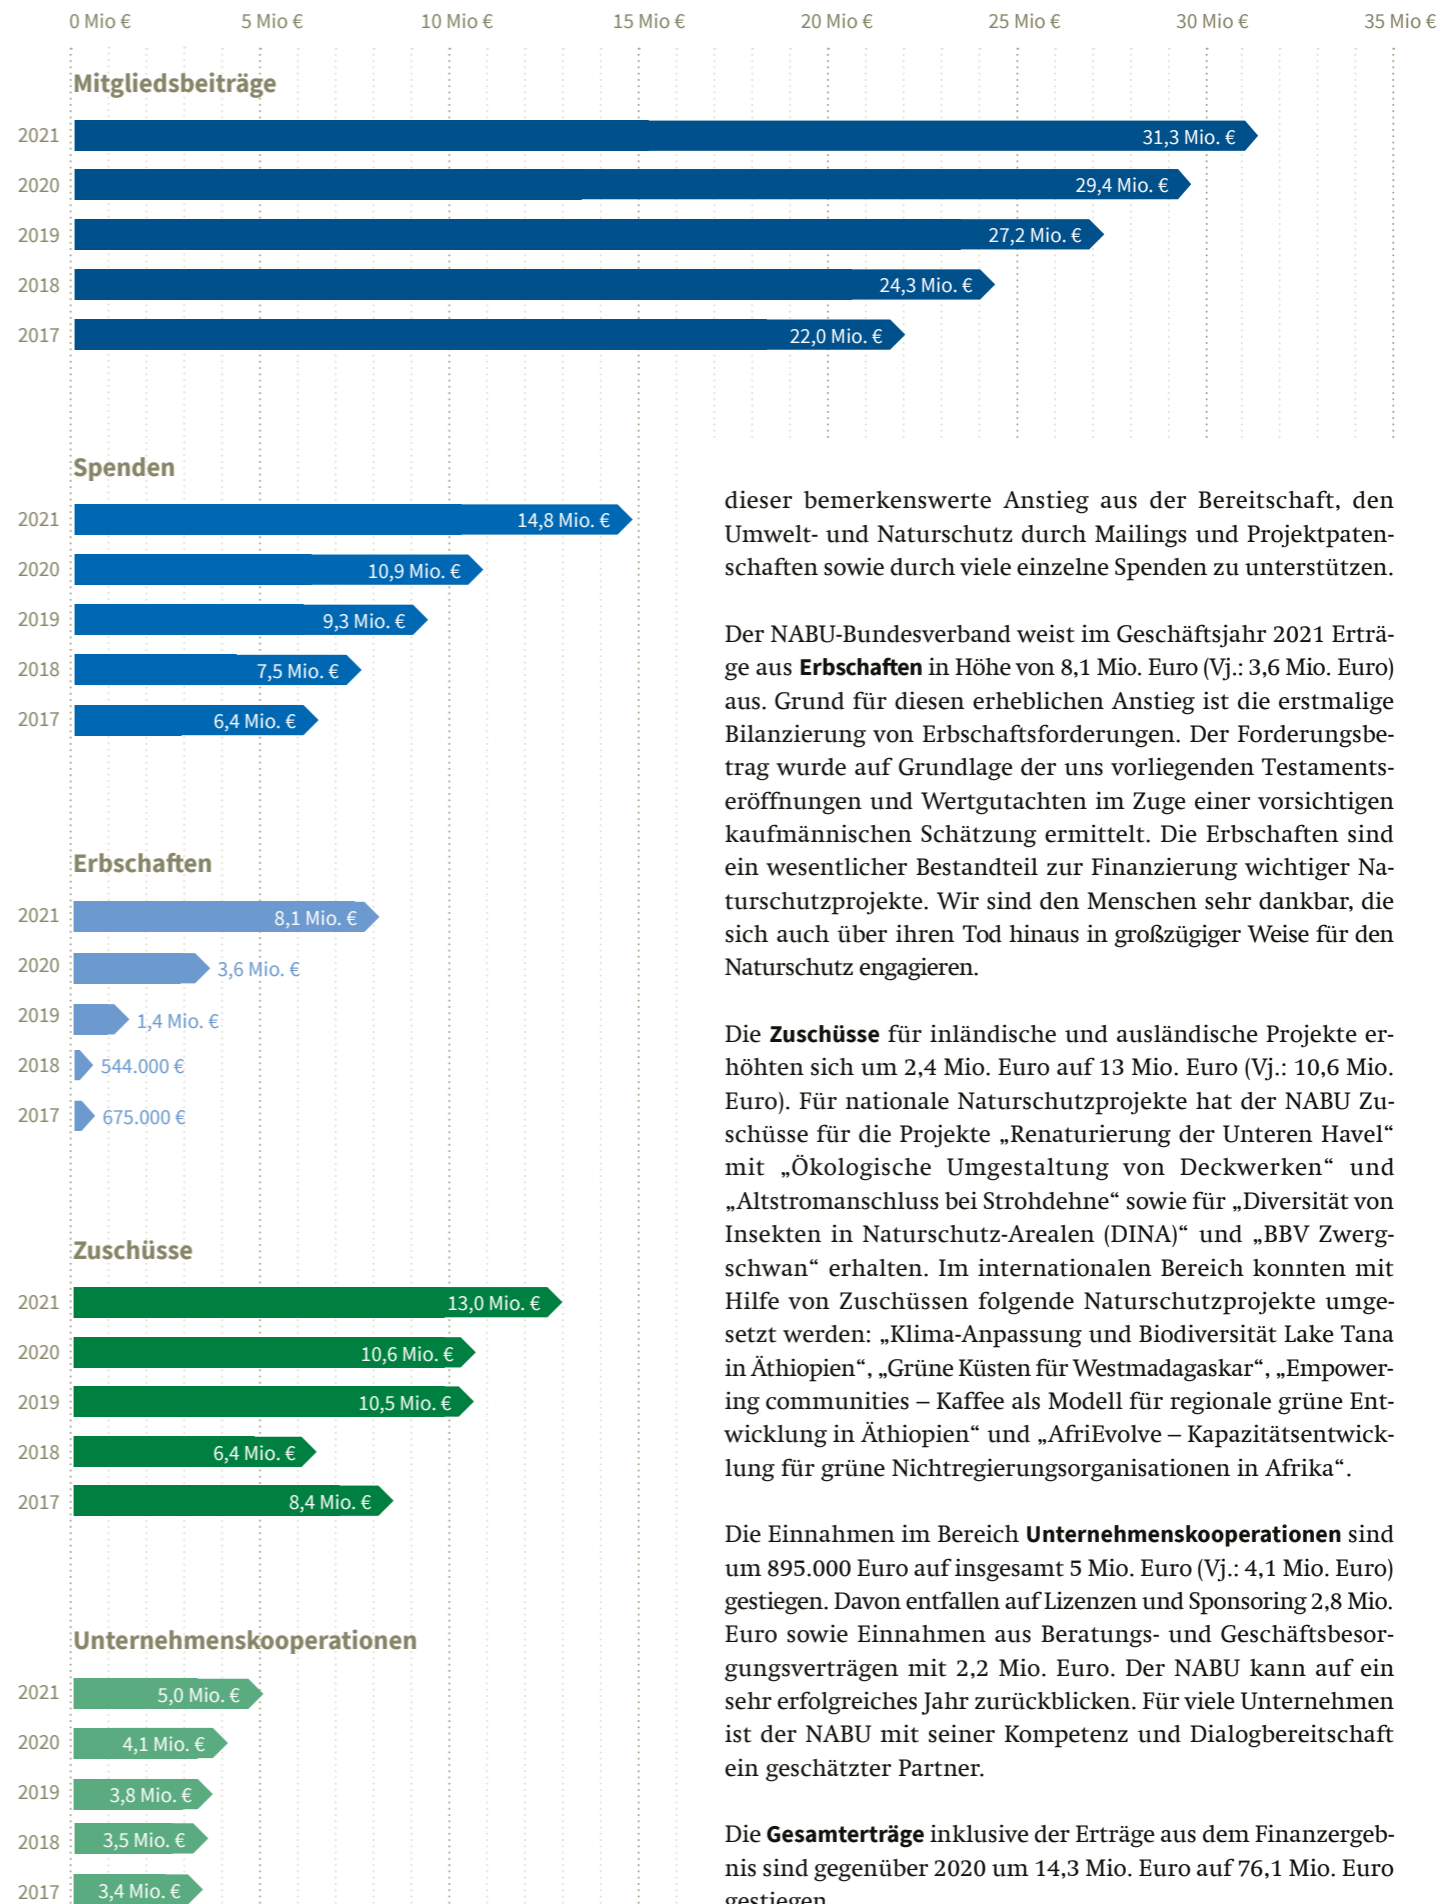 0 Mio € 5 Mio € 10 Mio € 15 Mio € 20 Mio € 25 Mio € 30 Mio € 35 Mio €
Mitgliedsbeiträge
2021 31,3 Mio. €
2020 29,4 Mio. €
2019 27,2 Mio. €
2018 24,3 Mio. €
2017 22,0 Mio. €
Spenden
2021 14,8 Mio. €
2020 10,9 Mio. €
2019 9,3 Mio. €
2018 7,5 Mio. €
2017 6,4 Mio. €
Erbschaften
2021 8,1 Mio. €
2020 3,6 Mio. €
2019 1,4 Mio. €
2018 544.000 €
2017 675.000 €
Zuschüsse
2021 13,0 Mio. €
2020 10,6 Mio. €
2019 10,5 Mio. €
2018 6,4 Mio. €
2017 8,4 Mio. €
Unternehmenskooperationen
2021 5,0 Mio. €
2020 4,1 Mio. €
2019 3,8 Mio. €
2018 3,5 Mio. €
2017 3,4 Mio. €
dieser bemerkenswerte Anstieg aus der Bereitschaft, den
Umwelt- und Naturschutz durch Mailings und Projektpaten-
schaften sowie durch viele einzelne Spenden zu unterstützen.
Der NABU-Bundesverband weist im Geschäftsjahr 2021 Erträ-
ge aus Erbschaften in Höhe von 8,1 Mio. Euro (Vj.: 3,6 Mio. Euro)
aus. Grund für diesen erheblichen Anstieg ist die erstmalige
Bilanzierung von Erbschaftsforderungen. Der Forderungsbe-
trag wurde auf Grundlage der uns vorliegenden Testaments-
eröffnungen und Wertgutachten im Zuge einer vorsichtigen
kaufmännischen Schätzung ermittelt. Die Erbschaften sind
ein wesentlicher Bestandteil zur Finanzierung wichtiger Na-
turschutzprojekte. Wir sind den Menschen sehr dankbar, die
sich auch über ihren Tod hinaus in großzügiger Weise für den
Naturschutz engagieren.
Die Zuschüsse für inländische und ausländische Projekte er-
höhten sich um 2,4 Mio. Euro auf 13 Mio. Euro (Vj.: 10,6 Mio.
Euro). Für nationale Naturschutzprojekte hat der NABU Zu-
schüsse für die Projekte „Renaturierung der Unteren Havel“
mit „Ökologische Umgestaltung von Deckwerken“ und
„Altstromanschluss bei Strohdehne“ sowie für „Diversität von
Insekten in Naturschutz-Arealen (DINA)“ und „BBV Zwerg-
schwan“ erhalten. Im internationalen Bereich konnten mit
Hilfe von Zuschüssen folgende Naturschutzprojekte umge-
setzt werden: „Klima-Anpassung und Biodiversität Lake Tana
in Äthiopien“, „Grüne Küsten für Westmadagaskar“, „Empower-
ing communities – Kaffee als Modell für regionale grüne Ent-
wicklung in Äthiopien“ und „AfriEvolve – Kapazitätsentwick-
lung für grüne Nichtregierungsorganisationen in Afrika“.
Die Einnahmen im Bereich Unternehmenskooperationen sind
um 895.000 Euro auf insgesamt 5 Mio. Euro (Vj.: 4,1 Mio. Euro)
gestiegen. Davon entfallen auf Lizenzen und Sponsoring 2,8 Mio.
Euro sowie Einnahmen aus Beratungs- und Geschäftsbesor-
gungsverträgen mit 2,2 Mio. Euro. Der NABU kann auf ein
sehr erfolgreiches Jahr zurückblicken. Für viele Unternehmen
ist der NABU mit seiner Kompetenz und Dialogbereitschaft
ein geschätzter Partner.
Die Gesamterträge inklusive der Erträge aus dem Finanzergeb-
nis sind gegenüber 2020 um 14,3 Mio. Euro auf 76,1 Mio. Euro
gestiegen.